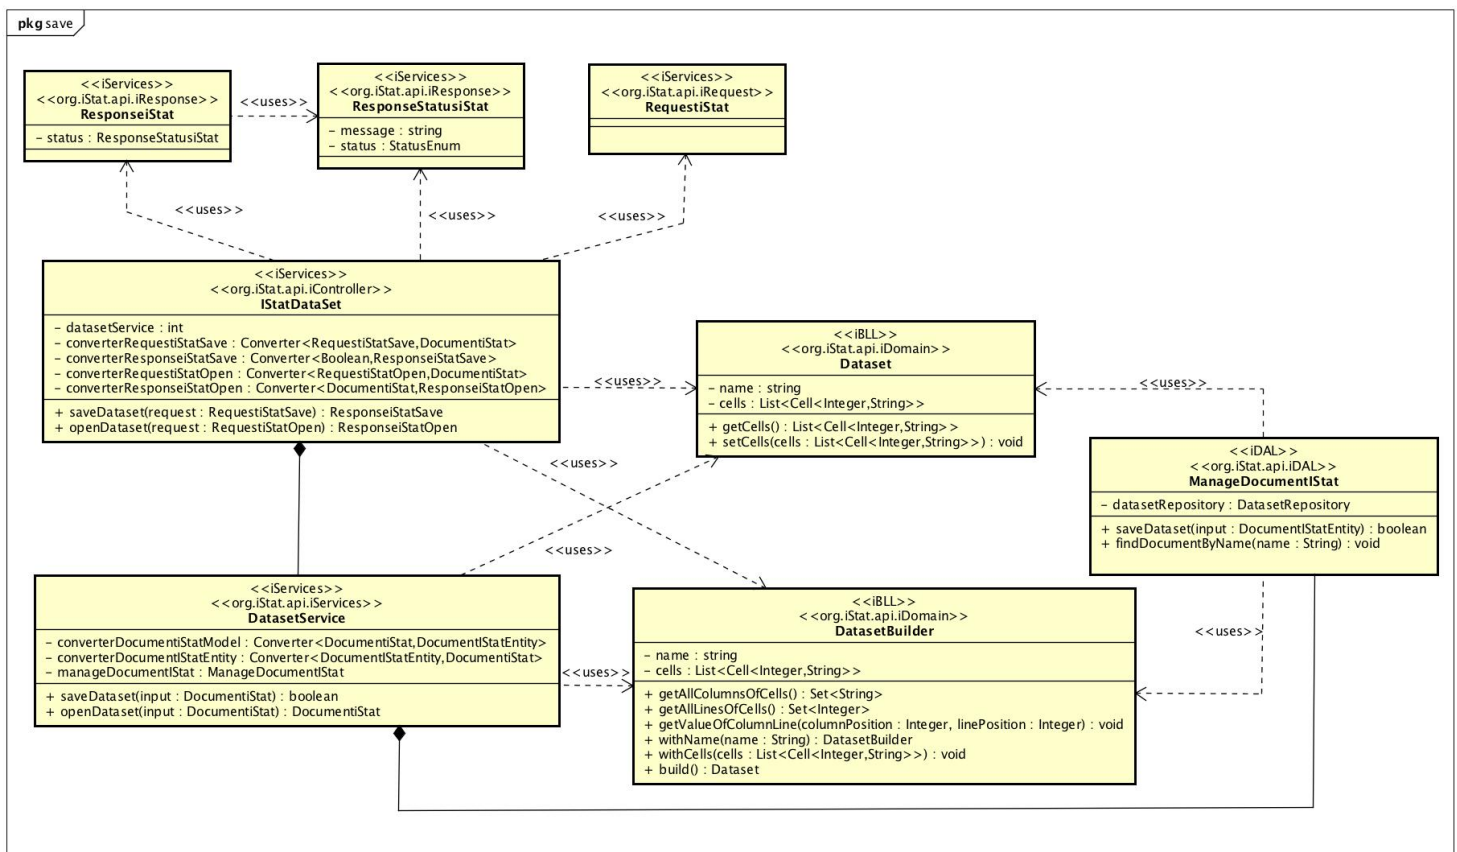 pkg save
<<iServices>>
<<org.iStat.api.iResponse>>
ResponseiStat
– status : ResponseStatusiStat
<<uses>>
<<iServices>>
<<org.iStat.api.iResponse>>
ResponseStatusiStat
– message : string
– status : StatusEnum
<<iServices>>
<<org.iStat.api.iRequest>>
RequestiStat
<<uses>>
<<uses>>
<<uses>>
<<iServices>>
<<org.iStat.api.iController>>
IStatDataSet
– datasetService : int
– converterRequestiStatSave : Converter<RequestiStatSave,DocumentiStat>
– converterResponseiStatSave : Converter<Boolean,ResponseiStatSave>
– converterRequestiStatOpen : Converter<RequestiStatOpen,DocumentiStat>
– converterResponseiStatOpen : Converter<DocumentiStat,ResponseiStatOpen>
+ saveDataset(request : RequestiStatSave) : ResponseiStatSave
+ openDataset(request : RequestiStatOpen) : ResponseiStatOpen
<<uses>>
<<iBLL>>
<<org.iStat.api.iDomain>>
Dataset
– name : string
– cells : List<Cell<Integer,String>>
+ getCells() : List<Cell<Integer,String>>
+ setCells(cells : List<Cell<Integer,String>>) : void
<<uses>>
<<iDAL>>
<<org.iStat.api.iDAL>>
ManageDocumentIStat
– datasetRepository : DatasetRepository
+ saveDataset(input : DocumentIStatEntity) : boolean
+ findDocumentByName(name : String) : void
<<uses>>
<<uses>>
<<iServices>>
<<org.iStat.api.iServices>>
DatasetService
– converterDocumentiStatModel : Converter<DocumentiStat,DocumentIStatEntity>
– converterDocumentIStatEntity : Converter<DocumentIStatEntity,DocumentiStat>
– manageDocumentIStat : ManageDocumentIStat
+ saveDataset(input : DocumentiStat) : boolean
+ openDataset(input : DocumentiStat) : DocumentiStat
<<uses>>
<<iBLL>>
<<org.iStat.api.iDomain>>
DatasetBuilder
– name : string
– cells : List<Cell<Integer,String>>
+ getAllColumnsOfCells() : Set<String>
+ getAllLinesOfCells() : Set<Integer>
+ getValueOfColumnLine(columnPosition : Integer, linePosition : Integer) : void
+ withName(name : String) : DatasetBuilder
+ withCells(cells : List<Cell<Integer,String>>) : void
+ build() : Dataset
<<uses>>